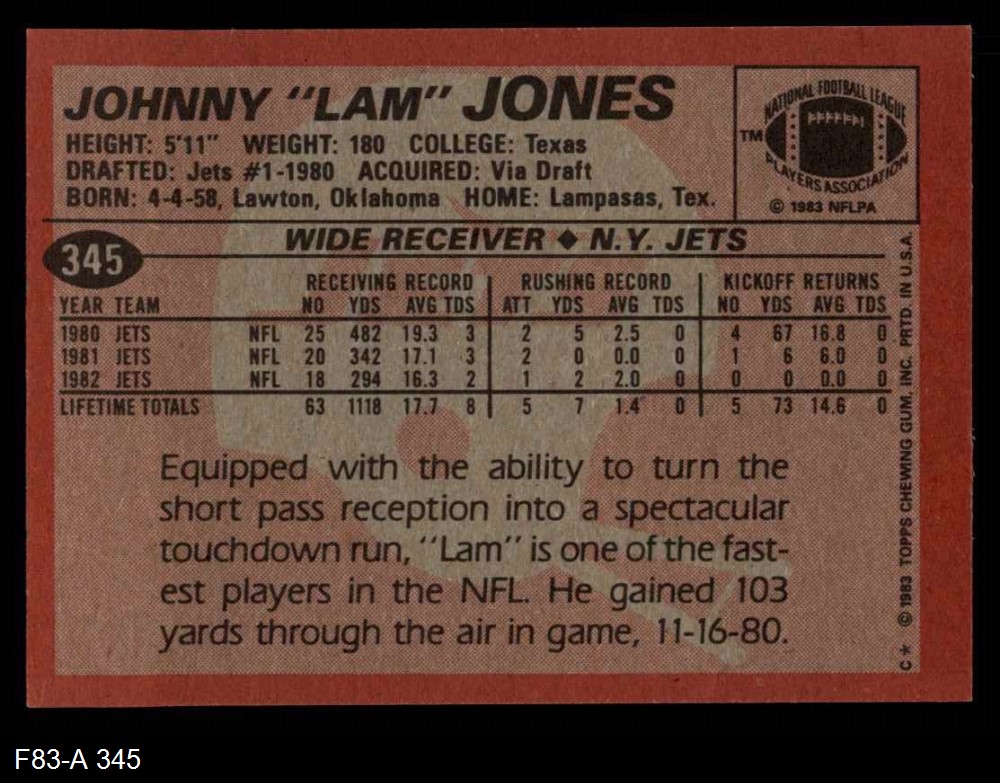 JOHNNY "LAM" JONES
HEIGHT: 5'11" WEIGHT: 180 COLLEGE: Texas
DRAFTED: Jets #1-1980 ACQUIRED: Via Draft
BORN: 4-4-58, Lawton, Oklahoma HOME: Lampasas, Tex.
NATIONAL FOOTBALL LEAGUE
TM
PLAYERS ASSOCIATION
© 1983 NFLPA
345
WIDE RECEIVER ◆ N.Y. JETS
RECEIVING RECORD RUSHING RECORD KICKOFF RETURNS
YEAR TEAM NO YDS AVG TDS ATT YDS AVG TDS NO YDS AVG TDS
1980 JETS NFL 25 482 19.3 3 2 5 2.5 0 4 67 16.8 0
1981 JETS NFL 20 342 17.1 3 2 0 0.0 0 1 6 6.0 0
1982 JETS NFL 18 294 16.3 2 1 2 2.0 0 0 0 0.0 0
LIFETIME TOTALS 63 1118 17.7 8 5 7 1.4 0 5 73 14.6 0
Equipped with the ability to turn the
short pass reception into a spectacular
touchdown run, "Lam" is one of the fast-
est players in the NFL. He gained 103
yards through the air in game, 11-16-80.
C* © 1983 TOPPS CHEWING GUM, INC. PRTD. IN U.S.A.
F83-A 345